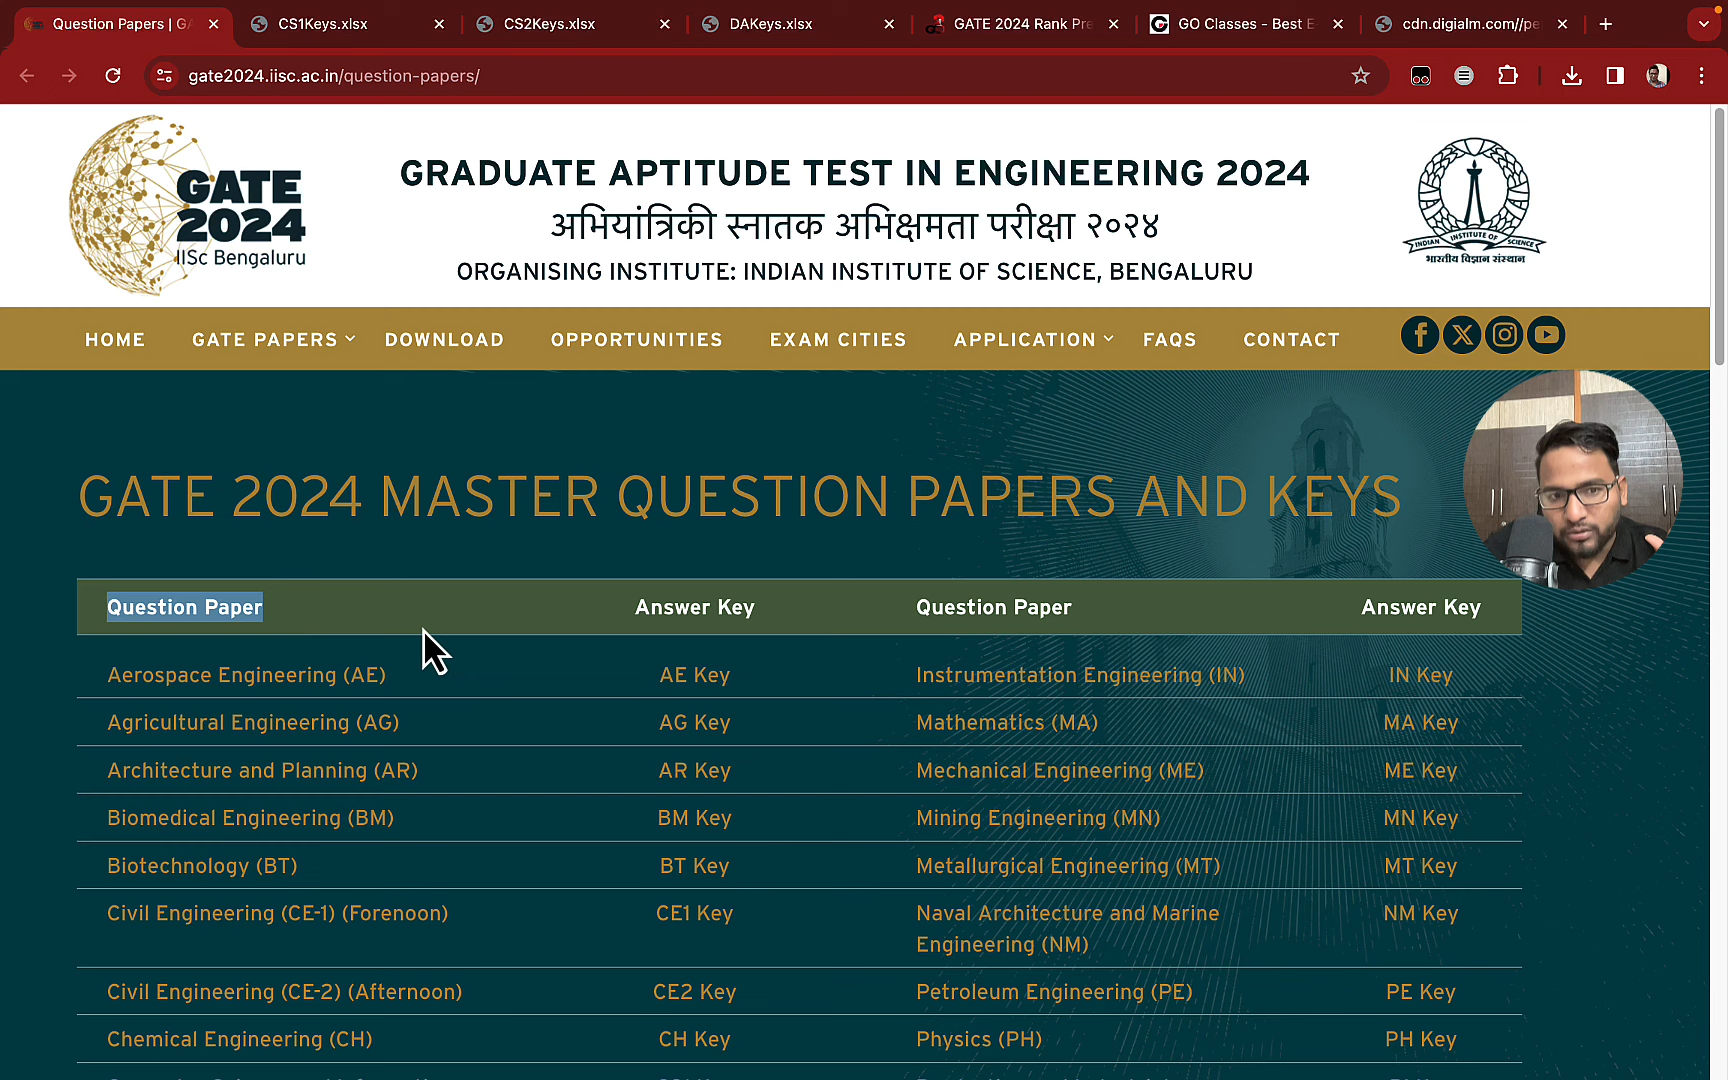 Question Papers | GA
CS1Keys.xlsx
CS2Keys.xlsx
DAKeys.xlsx
GATE 2024 Rank Pre
GO Classes - Best E
cdn.digialm.com//pe
gate2024.iisc.ac.in/question-papers/
GATE
2024
IISc Bengaluru
GRADUATE APTITUDE TEST IN ENGINEERING 2024
अभियांत्रिकी स्नातक अभिक्षमता परीक्षा २०२४
ORGANISING INSTITUTE: INDIAN INSTITUTE OF SCIENCE, BENGALURU
INDIAN INSTITUTE OF SCIENCE
भारतीय विज्ञान संस्थान
HOME GATE PAPERS DOWNLOAD OPPORTUNITIES EXAM CITIES APPLICATION FAQS CONTACT
GATE 2024 MASTER QUESTION PAPERS AND KEYS
Question Paper Answer Key Question Paper Answer Key
Aerospace Engineering (AE) AE Key Instrumentation Engineering (IN) IN Key
Agricultural Engineering (AG) AG Key Mathematics (MA) MA Key
Architecture and Planning (AR) AR Key Mechanical Engineering (ME) ME Key
Biomedical Engineering (BM) BM Key Mining Engineering (MN) MN Key
Biotechnology (BT) BT Key Metallurgical Engineering (MT) MT Key
Civil Engineering (CE-1) (Forenoon) CE1 Key Naval Architecture and Marine NM Key
Engineering (NM)
Civil Engineering (CE-2) (Afternoon) CE2 Key Petroleum Engineering (PE) PE Key
Chemical Engineering (CH) CH Key Physics (PH) PH Key